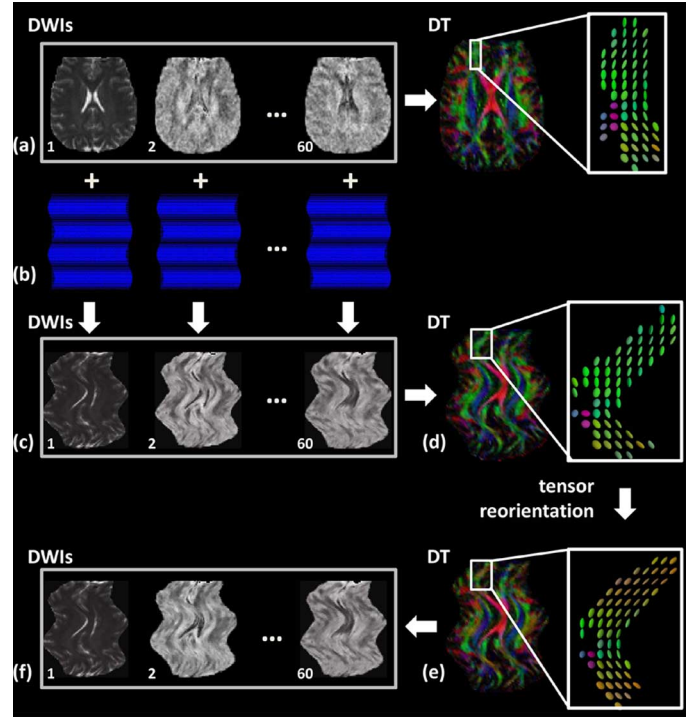 DWIs DT
(a) 1 2 ... 60
+ + +
(b) ...
DWIs DT
(c) 1 2 ... 60 (d)
tensor
reorientation
DWIs DT
(f) 1 2 ... 60 (e)